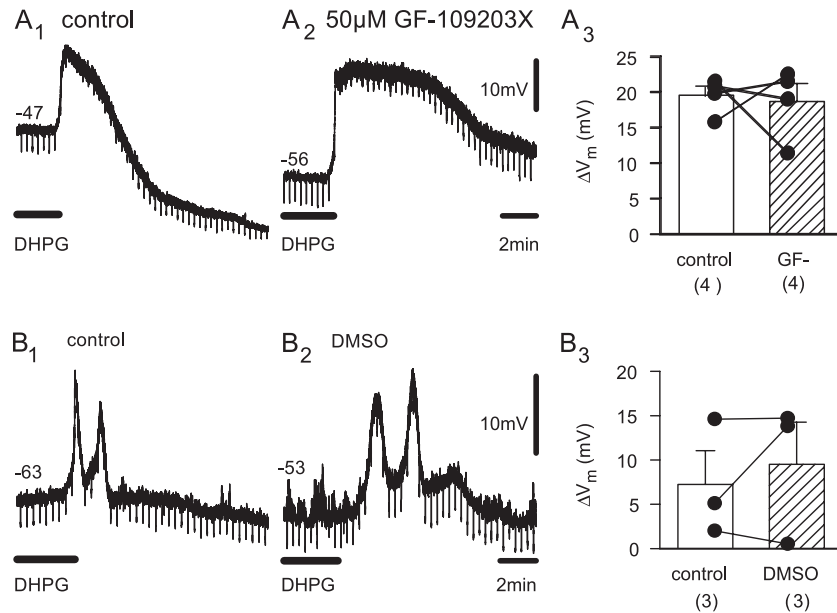 A1 control
A2 50µM GF-109203X
A3
-47
-56
10mV
DHPG
DHPG
2min
25
20
15
10
5
0
ΔVm (mV)
control
(4 )
GF-
(4)
B1 control
B2 DMSO
B3
-63
-53
10mV
DHPG
DHPG
2min
20
15
10
5
0
ΔVm (mV)
control
(3)
DMSO
(3)